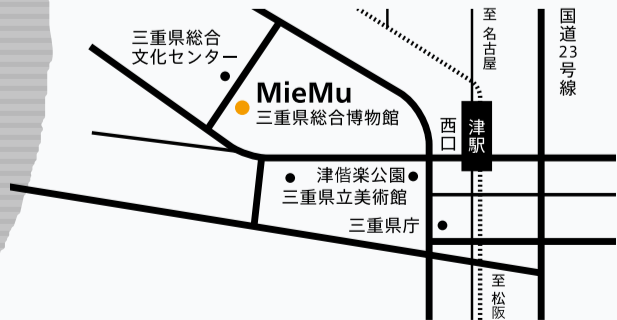 三重県総合
文化センター
MieMu
三重県総合博物館
至 名古屋
国道23号線
西口
津駅
津偕楽公園
三重県立美術館
三重県庁
至 松阪